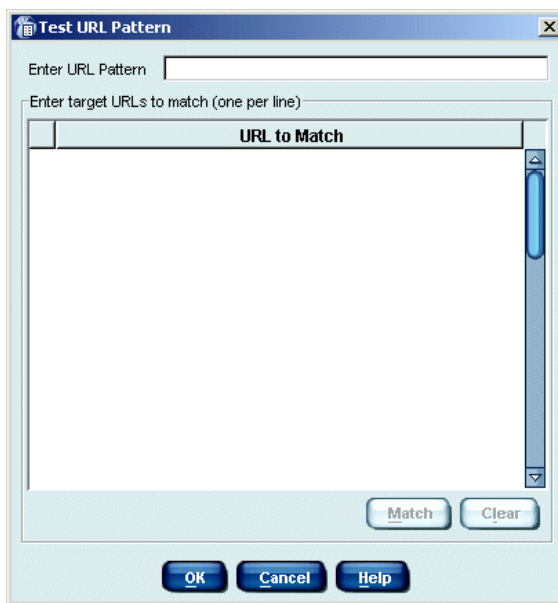 Test URL Pattern
Enter URL Pattern
Enter target URLs to match (one per line)
URL to Match
Match Clear
OK Cancel Help